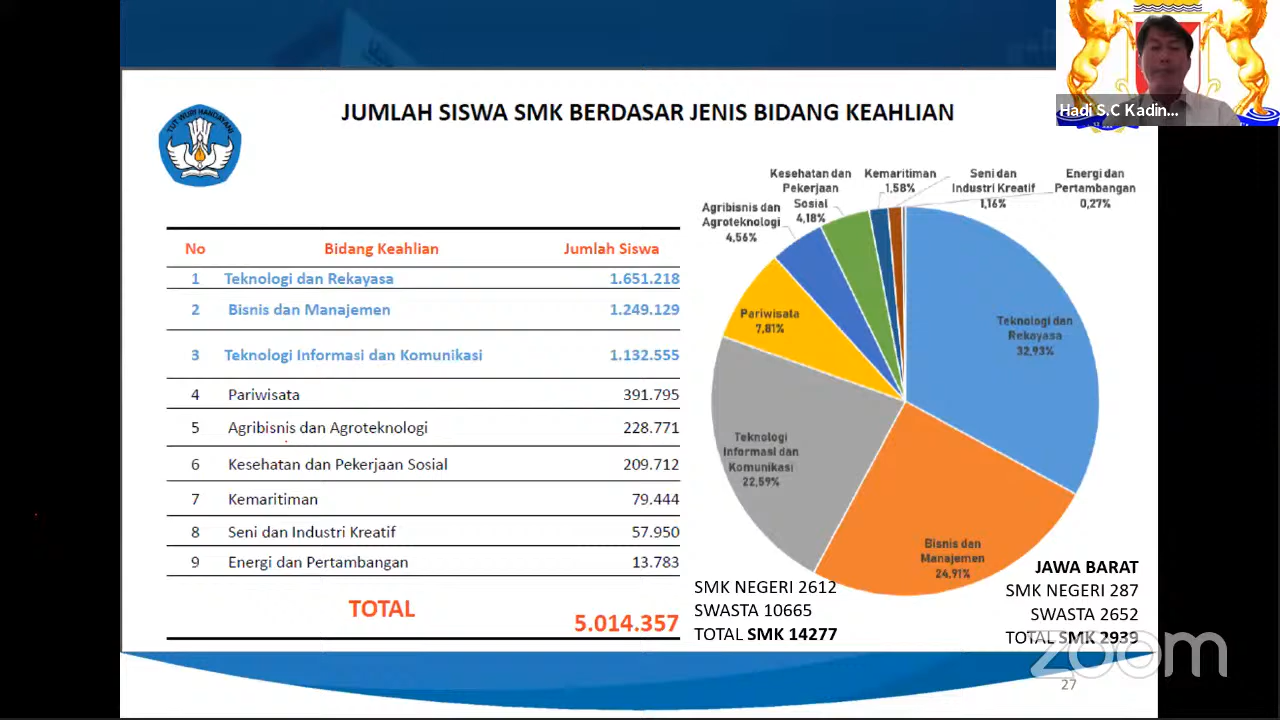 JUMLAH SISWA SMK BERDASAR JENIS BIDANG KEAHLIAN
TUT WURI HANDAYANI
Hadi S.C Kadin...
No Bidang Keahlian Jumlah Siswa
1 Teknologi dan Rekayasa 1.651.218
2 Bisnis dan Manajemen 1.249.129
3 Teknologi Informasi dan Komunikasi 1.132.555
4 Pariwisata 391.795
5 Agribisnis dan Agroteknologi 228.771
6 Kesehatan dan Pekerjaan Sosial 209.712
7 Kemaritiman 79.444
8 Seni dan Industri Kreatif 57.950
9 Energi dan Pertambangan 13.783
TOTAL 5.014.357
Kesehatan dan
Pekerjaan
Sosial
4,18%
Kemaritiman
1,58%
Seni dan
Industri Kreatif
1,16%
Energi dan
Pertambangan
0,27%
Agribisnis dan
Agroteknologi
4,56%
Pariwisata
7,81%
Teknologi dan
Rekayasa
32,93%
Teknologi
Informasi dan
Komunikasi
22,59%
Bisnis dan
Manajemen
24,91%
SMK NEGERI 2612
SWASTA 10665
TOTAL SMK 14277
JAWA BARAT
SMK NEGERI 287
SWASTA 2652
TOTAL SMK 2939
zoom
27